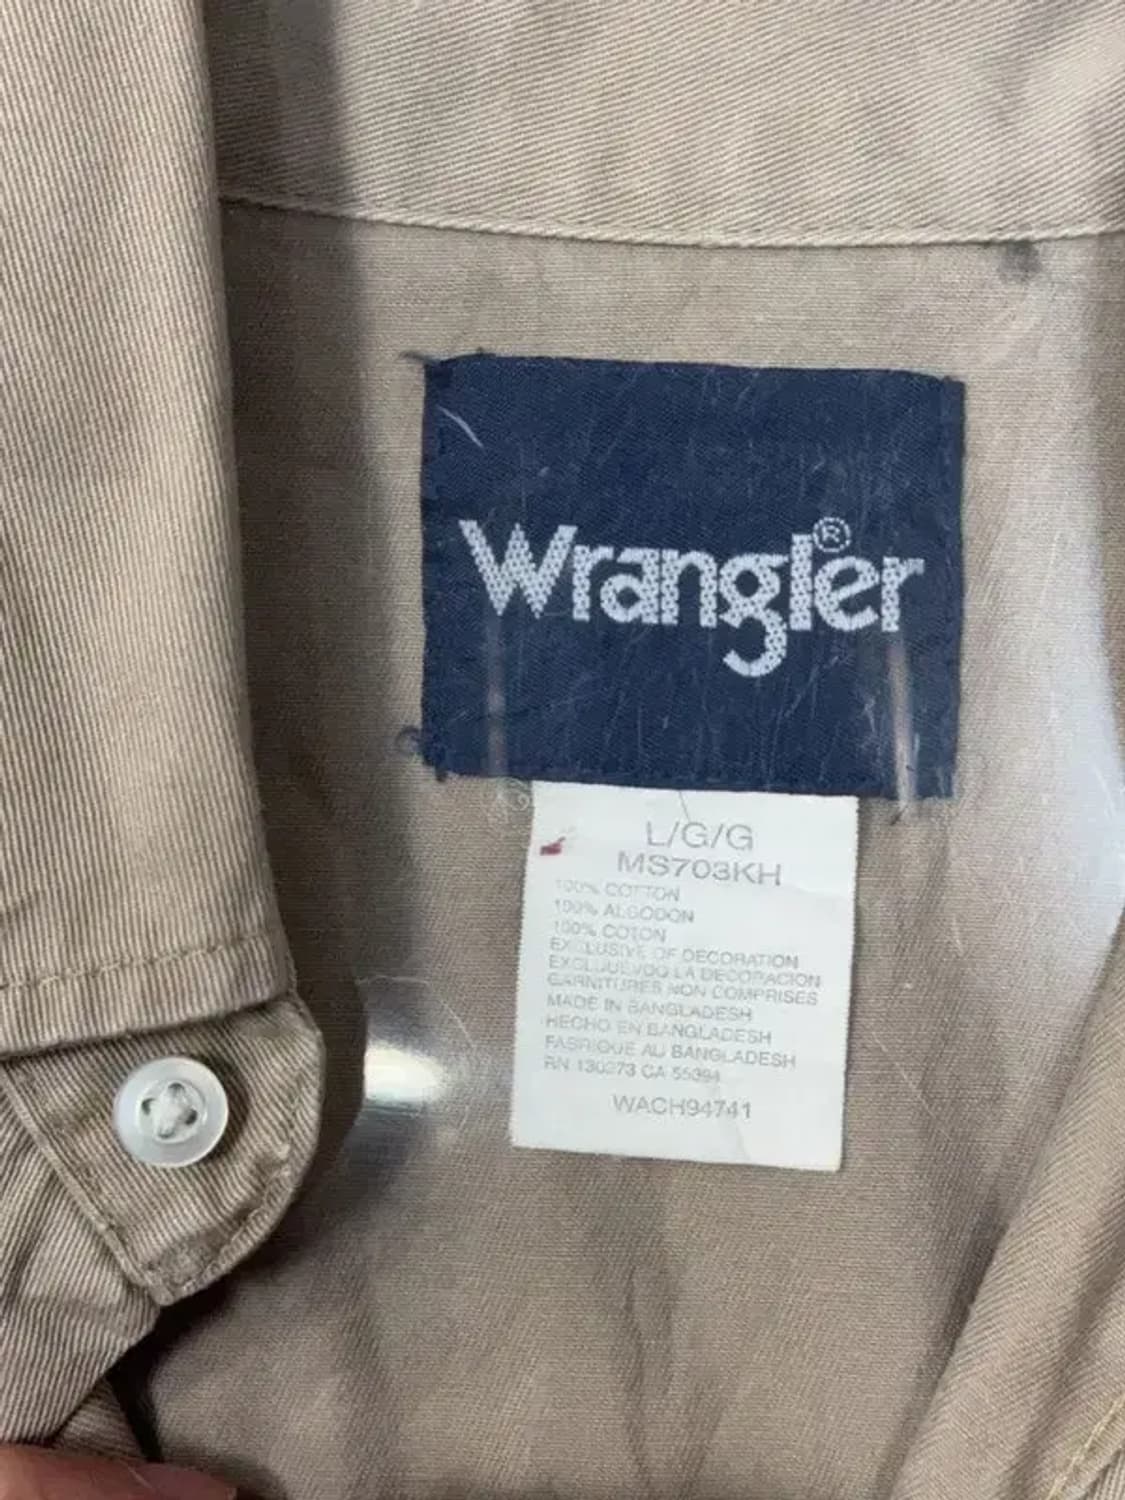 Wrangler®
L/G/G
MS703KH
100% COTTON
100% ALGODON
100% COTON
EXCLUSIVE OF DECORATION
EXCLUUENDO LA DECORACION
GARNITURES NON COMPRISES
MADE IN BANGLADESH
HECHO EN BANGLADESH
FABRIQUE AU BANGLADESH
RN 130273 CA 55394
WACH94741